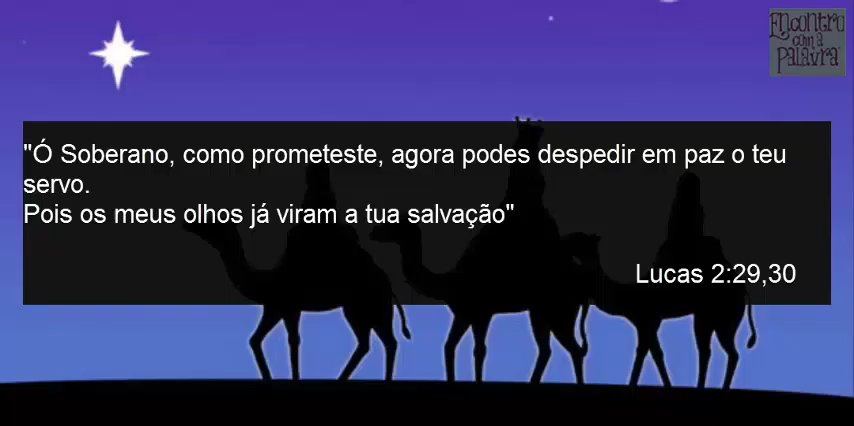 Encontro
com a
Palavra
"Ó Soberano, como prometeste, agora podes despedir em paz o teu
servo.
Pois os meus olhos já viram a tua salvação"
Lucas 2:29,30